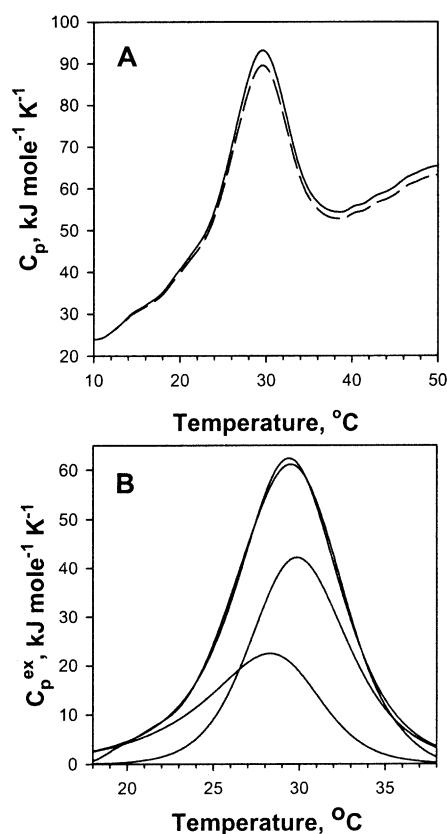 A
100
90
80
70
60
50
40
30
20
C_p, kJ mole^-1 K^-1
10 20 30 40 50
Temperature, °C
B
60
50
40
30
20
10
0
C_p^ex, kJ mole^-1 K^-1
20 25 30 35
Temperature, °C